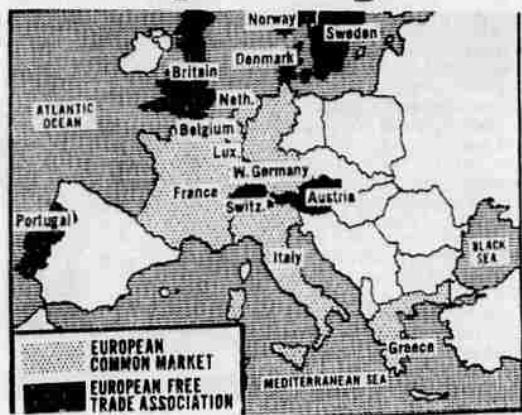 Norway
Sweden
Denmark
Britain
Neth.
ATLANTIC
OCEAN
Belgium
Lux.
W. Germany
France
Switz.
Austria
Portugal
Italy
BLACK
SEA
Greece
MEDITERRANEAN SEA
EUROPEAN
COMMON MARKET
EUROPEAN FREE
TRADE ASSOCIATION